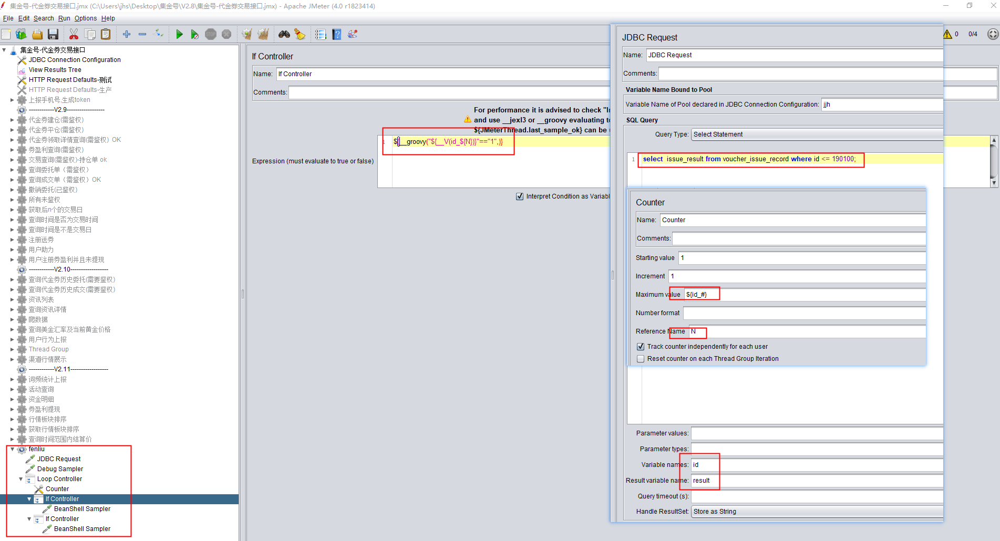 集金号-代金券交易接口.jmx (C:\Users\jhs\Desktop\集金号\V2.8\集金号-代金券交易接口.jmx) - Apache JMeter (4.0 r1823414)
File Edit Search Run Options Help
0 0/4
集金号-代金券交易接口
JDBC Connection Configuration
View Results Tree
HTTP Request Defaults-测试
HTTP Request Defaults-生产
上报手机号,生成token
------------V2.9------------------
代金券建仓(需鉴权)
代金券平仓(需鉴权)
代金券领取详情查询(需鉴权) OK
券盈利查询(需鉴权)
交易查询(需鉴权)-持仓单 ok
查询委托单（需鉴权）
查询成交单（需鉴权）OK
撤销委托(已鉴权)
所有未鉴权
获取后n个的交易日
查询时间是否为交易时间
查询时间是不是交易日
注册送券
用户助力
用户注册券盈利并且未提现
------------V2.10------------------
查询代金券历史委托(需要鉴权)
查询代金券历史成交(需要鉴权)
资讯列表
查询资讯详情
爬数据
查询美金汇率及当前黄金价格
用户行为上报
Thread Group
渠道行情展示
------------V2.11------------------
词频统计上报
活动查询
资金明细
券盈利提现
行情板块排序
获取行情板块排序
查询时间范围内结算价
fenliu
JDBC Request
Debug Sampler
Loop Controller
Counter
If Controller
BeanShell Sampler
If Controller
BeanShell Sampler
If Controller
Name: If Controller
Comments:
For performance it is advised to check "I
and use __jexl3 or __groovy evaluating to
${JMeterThread.last_sample_ok} can be
Expression (must evaluate to true or false)
1 ${__groovy("${__V(id_${N})}"=="1",)}
Interpret Condition as Variabl
JDBC Request
Name: JDBC Request
Comments:
Variable Name Bound to Pool
Variable Name of Pool declared in JDBC Connection Configuration: jjh
SQL Query
Query Type: Select Statement
1 select issue_result from voucher_issue_record where id <= 190100;
Counter
Name: Counter
Comments:
Starting value 1
Increment 1
Maximum value ${id_#}
Number format
Reference Name N
Track counter independently for each user
Reset counter on each Thread Group Iteration
Parameter values:
Parameter types:
Variable names: id
Result variable name: result
Query timeout (s):
Handle ResultSet: Store as String